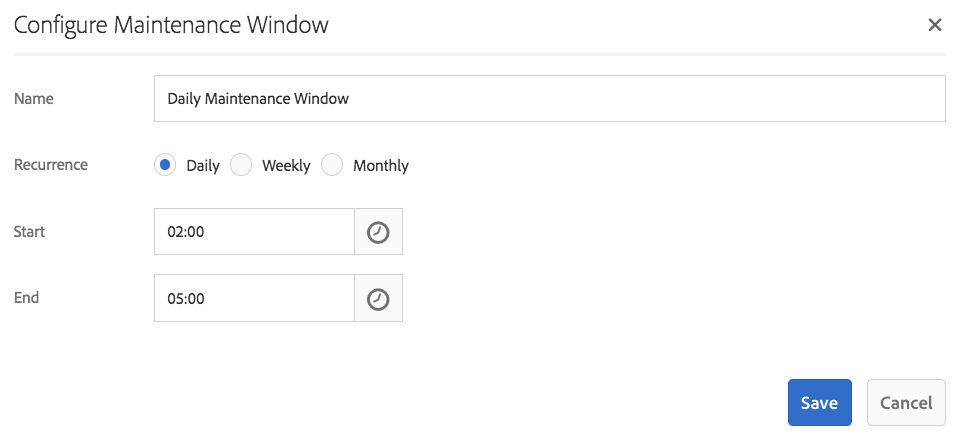 Configure Maintenance Window
Name Daily Maintenance Window
Recurrence Daily Weekly Monthly
Start 02:00
End 05:00
Save Cancel